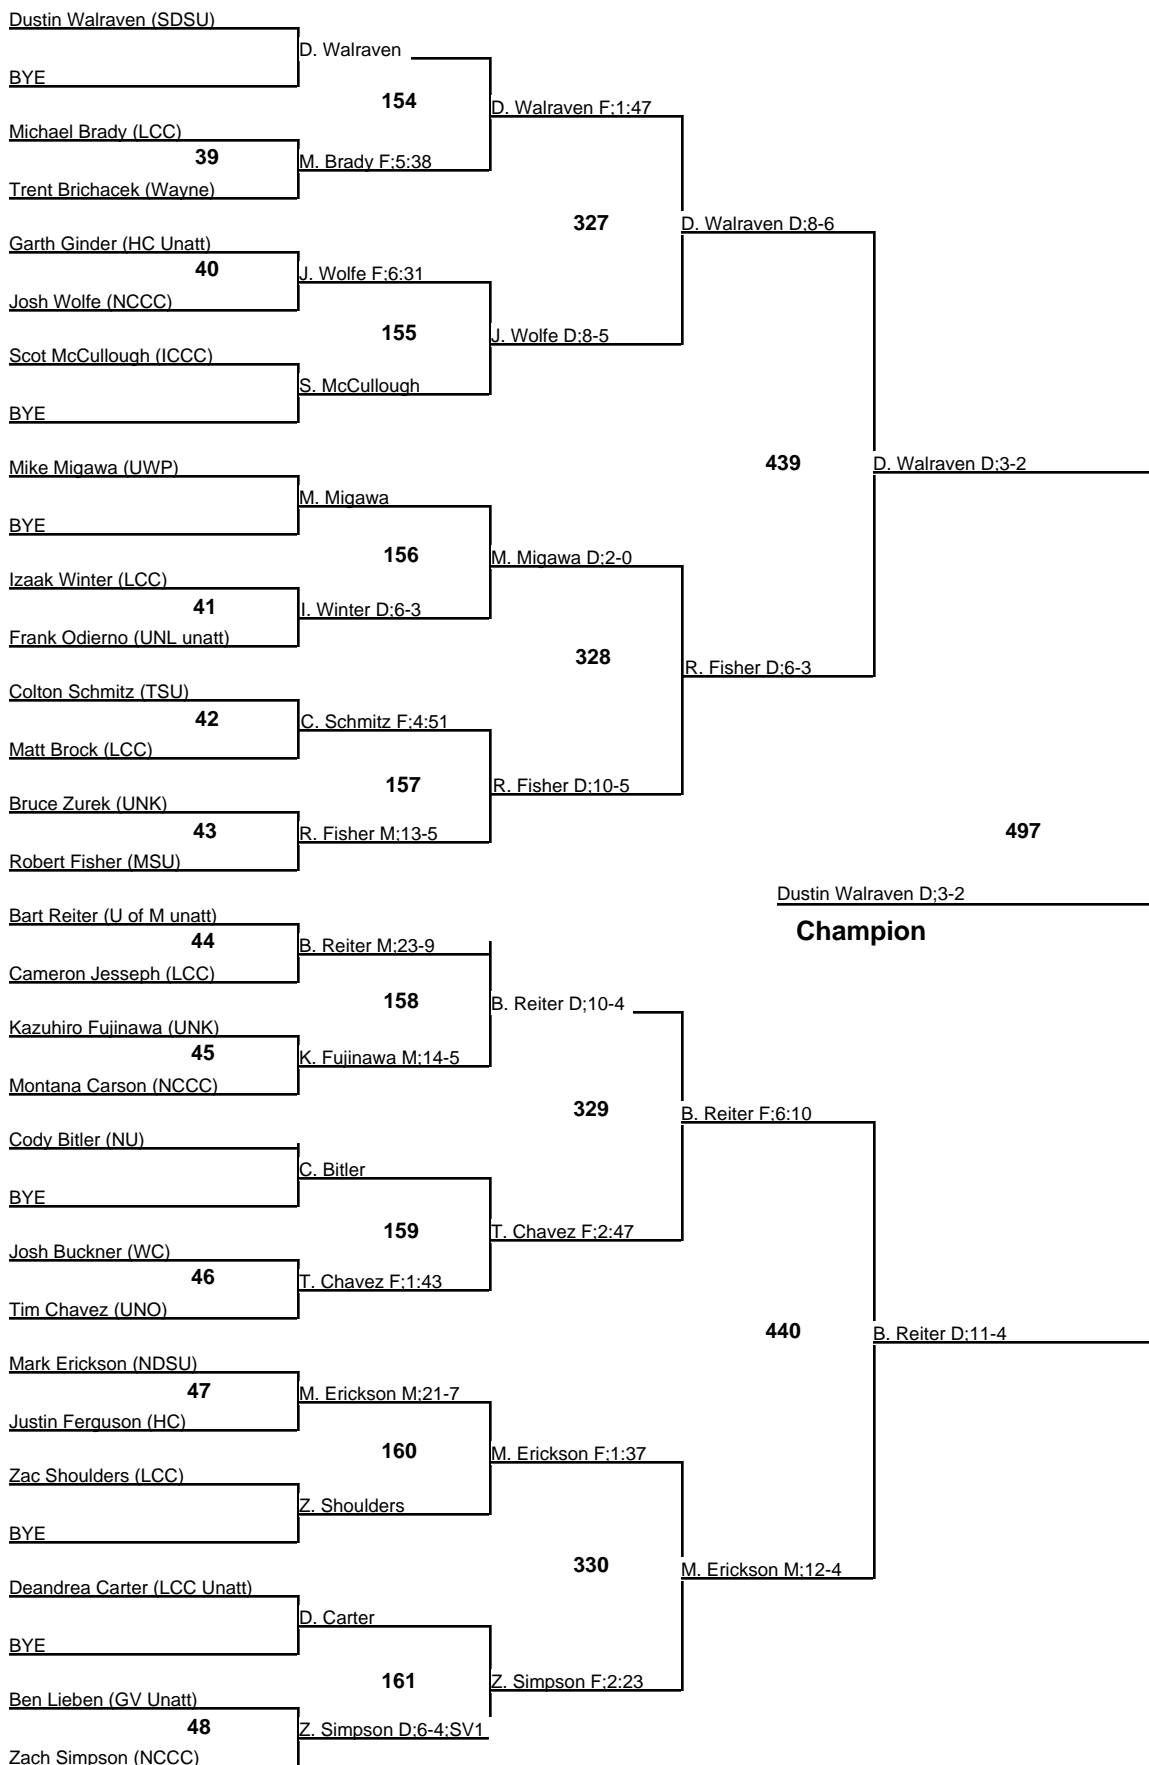 Dustin Walraven (SDSU)
D. Walraven
BYE
154
D. Walraven F;1:47
Michael Brady (LCC)
39
M. Brady F;5:38
Trent Brichacek (Wayne)
327
D. Walraven D;8-6
Garth Ginder (HC Unatt)
40
J. Wolfe F;6:31
Josh Wolfe (NCCC)
155
J. Wolfe D;8-5
Scot McCullough (ICCC)
S. McCullough
BYE
439
D. Walraven D;3-2
Mike Migawa (UWP)
M. Migawa
BYE
156
M. Migawa D;2-0
Izaak Winter (LCC)
41
I. Winter D;6-3
Frank Odierno (UNL unatt)
328
R. Fisher D;6-3
Colton Schmitz (TSU)
42
C. Schmitz F;4:51
Matt Brock (LCC)
157
R. Fisher D;10-5
Bruce Zurek (UNK)
43
R. Fisher M;13-5
Robert Fisher (MSU)
497
Dustin Walraven D;3-2
Champion
Bart Reiter (U of M unatt)
44
B. Reiter M;23-9
Cameron Jesseph (LCC)
158
B. Reiter D;10-4
Kazuhiro Fujinawa (UNK)
45
K. Fujinawa M;14-5
Montana Carson (NCCC)
329
B. Reiter F;6:10
Cody Bitler (NU)
C. Bitler
BYE
159
T. Chavez F;2:47
Josh Buckner (WC)
46
T. Chavez F;1:43
Tim Chavez (UNO)
440
B. Reiter D;11-4
Mark Erickson (NDSU)
47
M. Erickson M;21-7
Justin Ferguson (HC)
160
M. Erickson F;1:37
Zac Shoulders (LCC)
Z. Shoulders
BYE
330
M. Erickson M;12-4
Deandrea Carter (LCC Unatt)
D. Carter
BYE
161
Z. Simpson F;2:23
Ben Lieben (GV Unatt)
48
Z. Simpson D;6-4;SV1
Zach Simpson (NCCC)